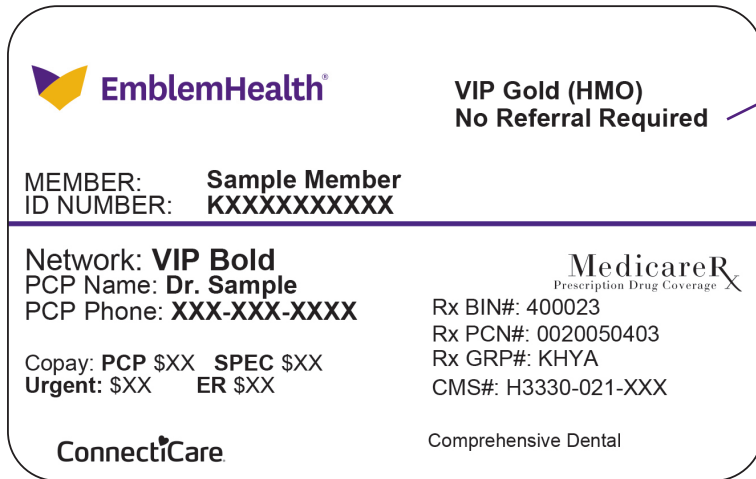 EmblemHealth®
VIP Gold (HMO)
No Referral Required
MEMBER: Sample Member
ID NUMBER: KXXXXXXXXXX
Network: VIP Bold
PCP Name: Dr. Sample
PCP Phone: XXX-XXX-XXXX
Copay: PCP $XX SPEC $XX
Urgent: $XX ER $XX
ConnectiCare
MedicareRx
Prescription Drug Coverage
Rx BIN#: 400023
Rx PCN#: 0020050403
Rx GRP#: KHYA
CMS#: H3330-021-XXX
Comprehensive Dental